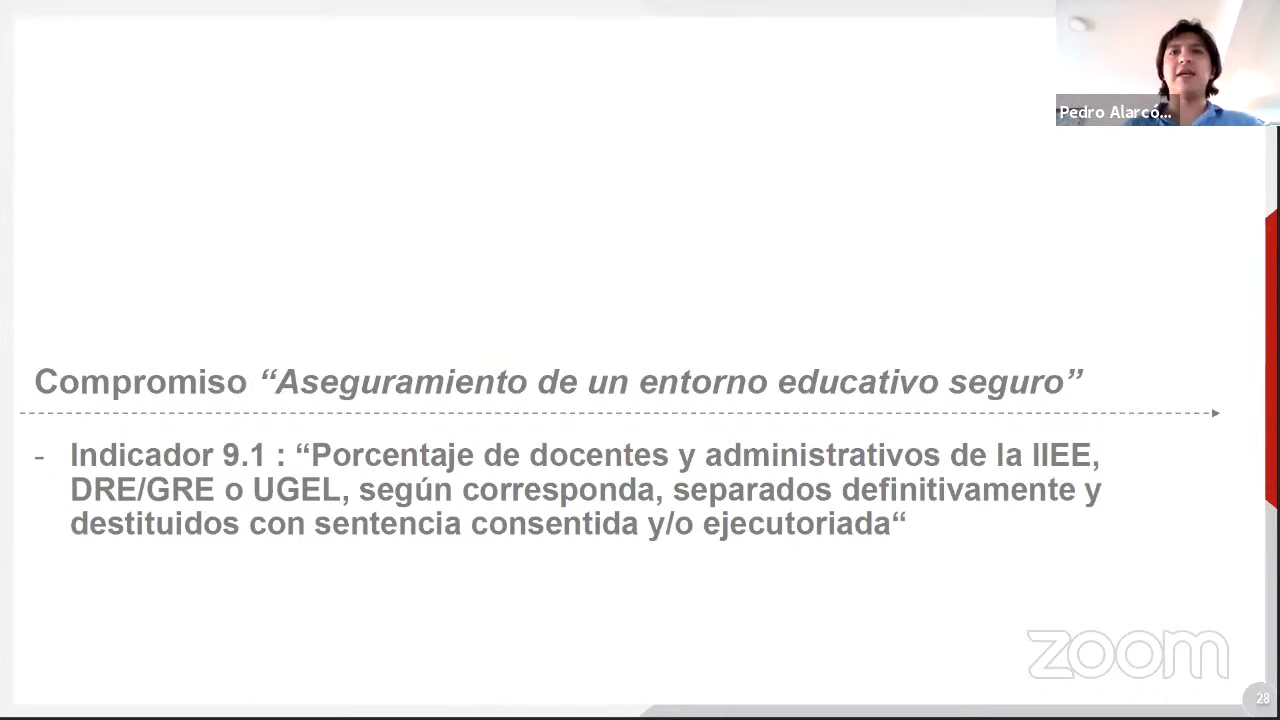 Pedro Alarcó...
Compromiso “Aseguramiento de un entorno educativo seguro”
- Indicador 9.1 : “Porcentaje de docentes y administrativos de la IIEE,
DRE/GRE o UGEL, según corresponda, separados definitivamente y
destituidos con sentencia consentida y/o ejecutoriada“
zoom
28